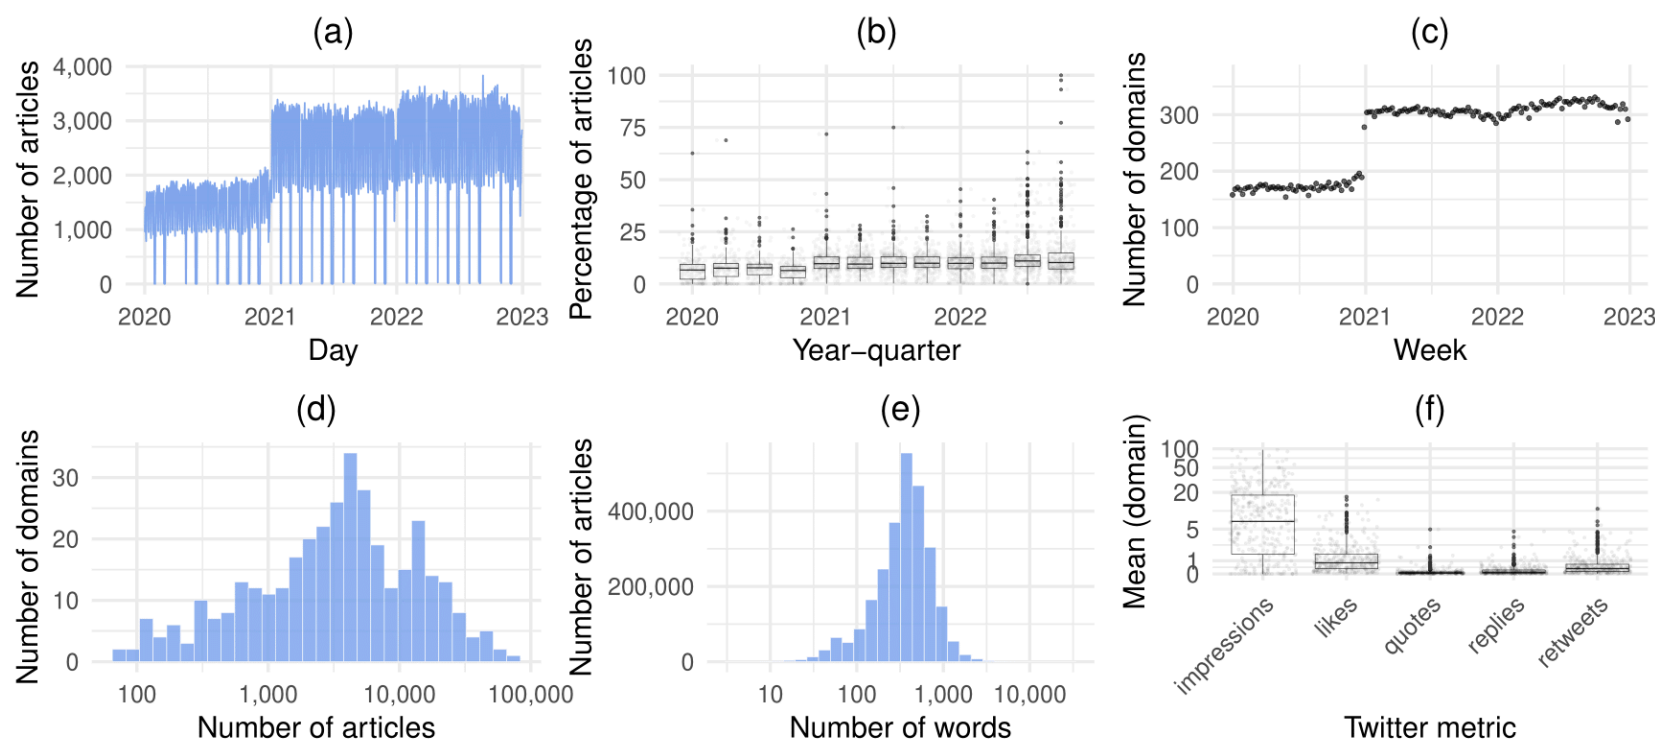 (a)
Number of articles
4,000
3,000
2,000
1,000
0
2020 2021 2022 2023
Day
(b)
Percentage of articles
100
75
50
25
0
2020 2021 2022
Year−quarter
(c)
Number of domains
300
200
100
0
2020 2021 2022 2023
Week
(d)
Number of domains
30
20
10
0
100 1,000 10,000 100,000
Number of articles
(e)
Number of articles
400,000
200,000
0
10 100 1,000 10,000
Number of words
(f)
Mean (domain)
100
50
20
5
1
0
impressions
likes
quotes
replies
retweets
Twitter metric